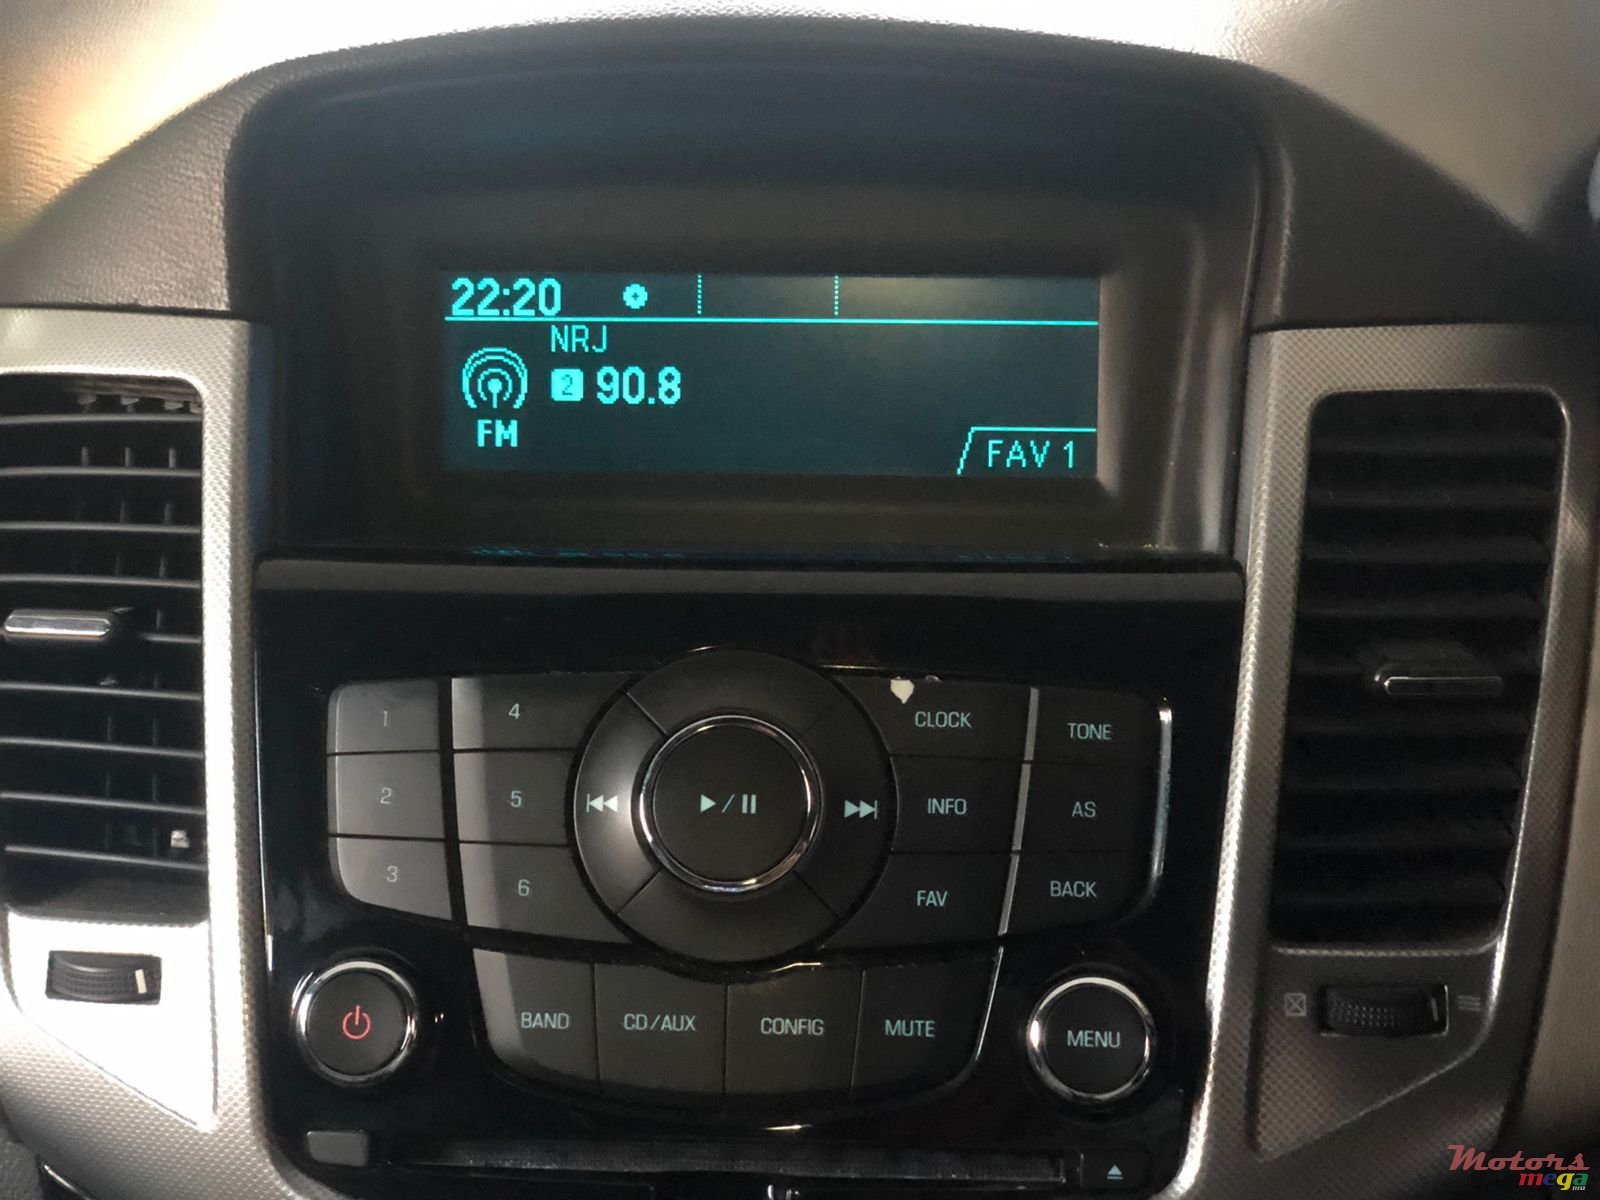 22:20
NRJ
2 90.8
FM
FAV 1
1 4 CLOCK TONE
2 5 INFO AS
3 6 FAV BACK
BAND CD/AUX CONFIG MUTE MENU
Motors
mega
mu